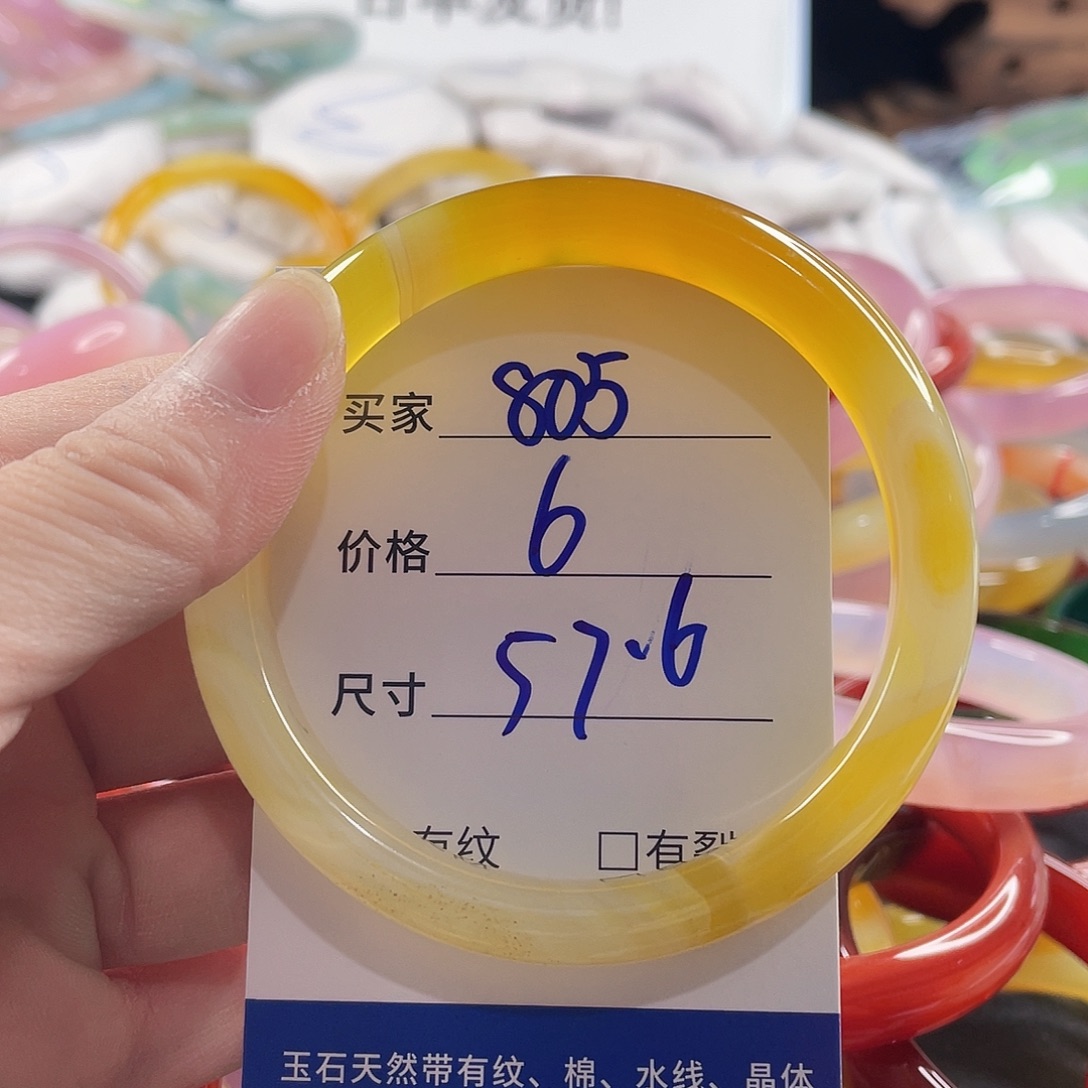 买家 805
价格 6
尺寸 57.6
有纹 □有裂
玉石天然带有纹、棉、水线、晶体